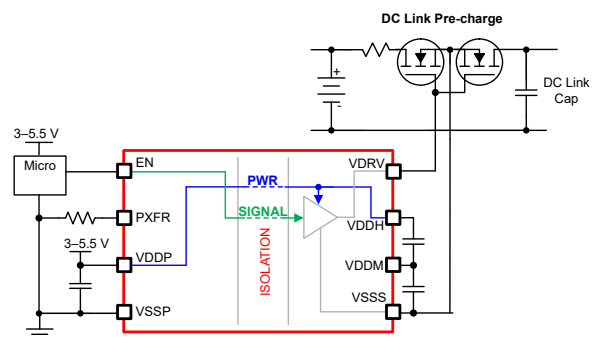 DC Link Pre-charge
+
-
DC Link
Cap
3–5.5 V
Micro
EN
VDRV
PWR
PXFR
SIGNAL
VDDH
3–5.5 V
VDDP
VDDM
ISOLATION
VSSP
VSSS